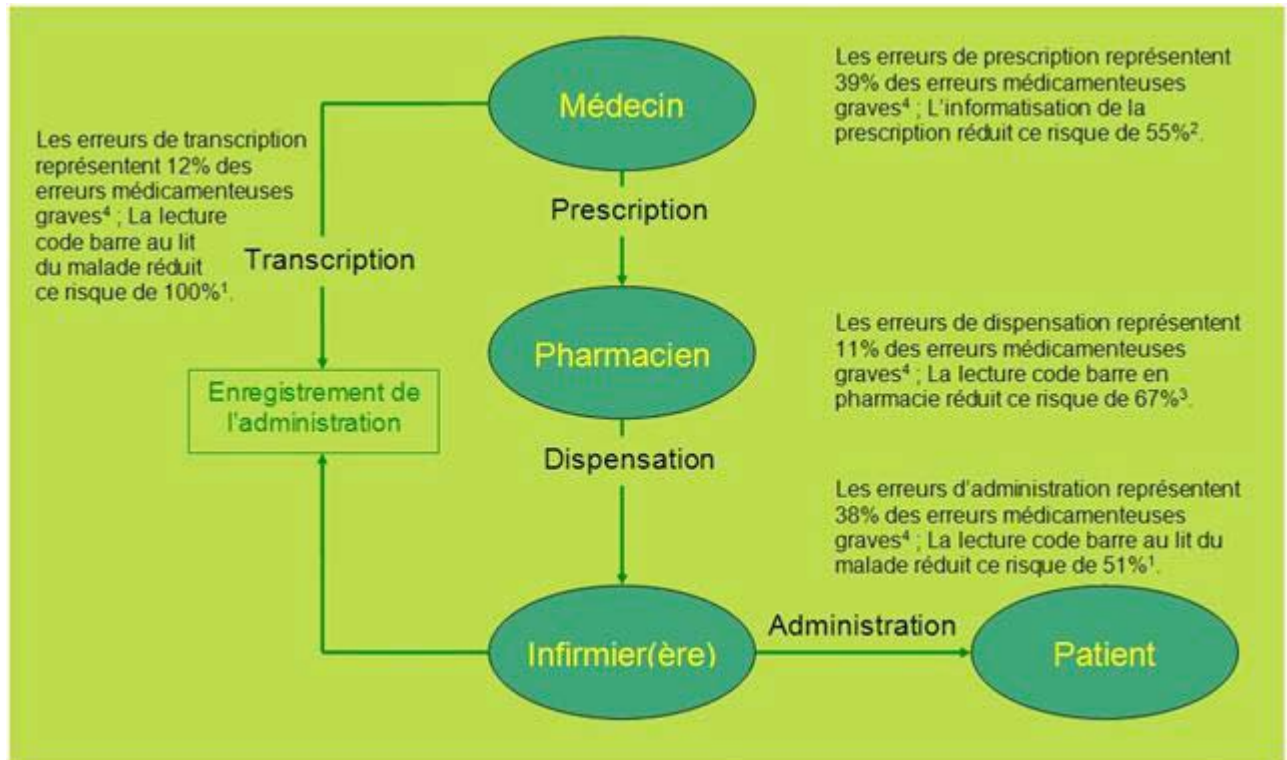 Médecin
Les erreurs de prescription représentent
39% des erreurs médicamenteuses
graves⁴ ; L'informatisation de la
prescription réduit ce risque de 55%².
Les erreurs de transcription
représentent 12% des
erreurs médicamenteuses
graves⁴ ; La lecture
code barre au lit
du malade réduit
ce risque de 100%¹.
Prescription
Transcription
Pharmacien
Les erreurs de dispensation représentent
11% des erreurs médicamenteuses
graves⁴ ; La lecture code barre en
pharmacie réduit ce risque de 67%³.
Enregistrement de
l'administration
Dispensation
Les erreurs d'administration représentent
38% des erreurs médicamenteuses
graves⁴ ; La lecture code barre au lit du
malade réduit ce risque de 51%¹.
Infirmier(ère)
Administration
Patient